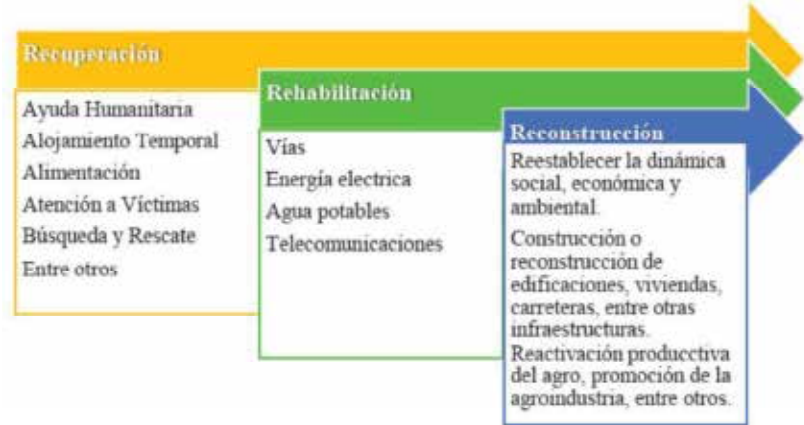 Recuperación
Ayuda Humanitaria
Alojamiento Temporal
Alimentación
Atención a Víctimas
Búsqueda y Rescate
Entre otros
Rehabilitación
Vías
Energía electrica
Agua potables
Telecomunicaciones
Reconstrucción
Reestablecer la dinámica
social, económica y
ambiental.
Construcción o
reconstrucción de
edificaciones, viviendas,
carreteras, entre otras
infraestructuras.
Reactivación producctiva
del agro, promoción de la
agroindustria, entre otros.